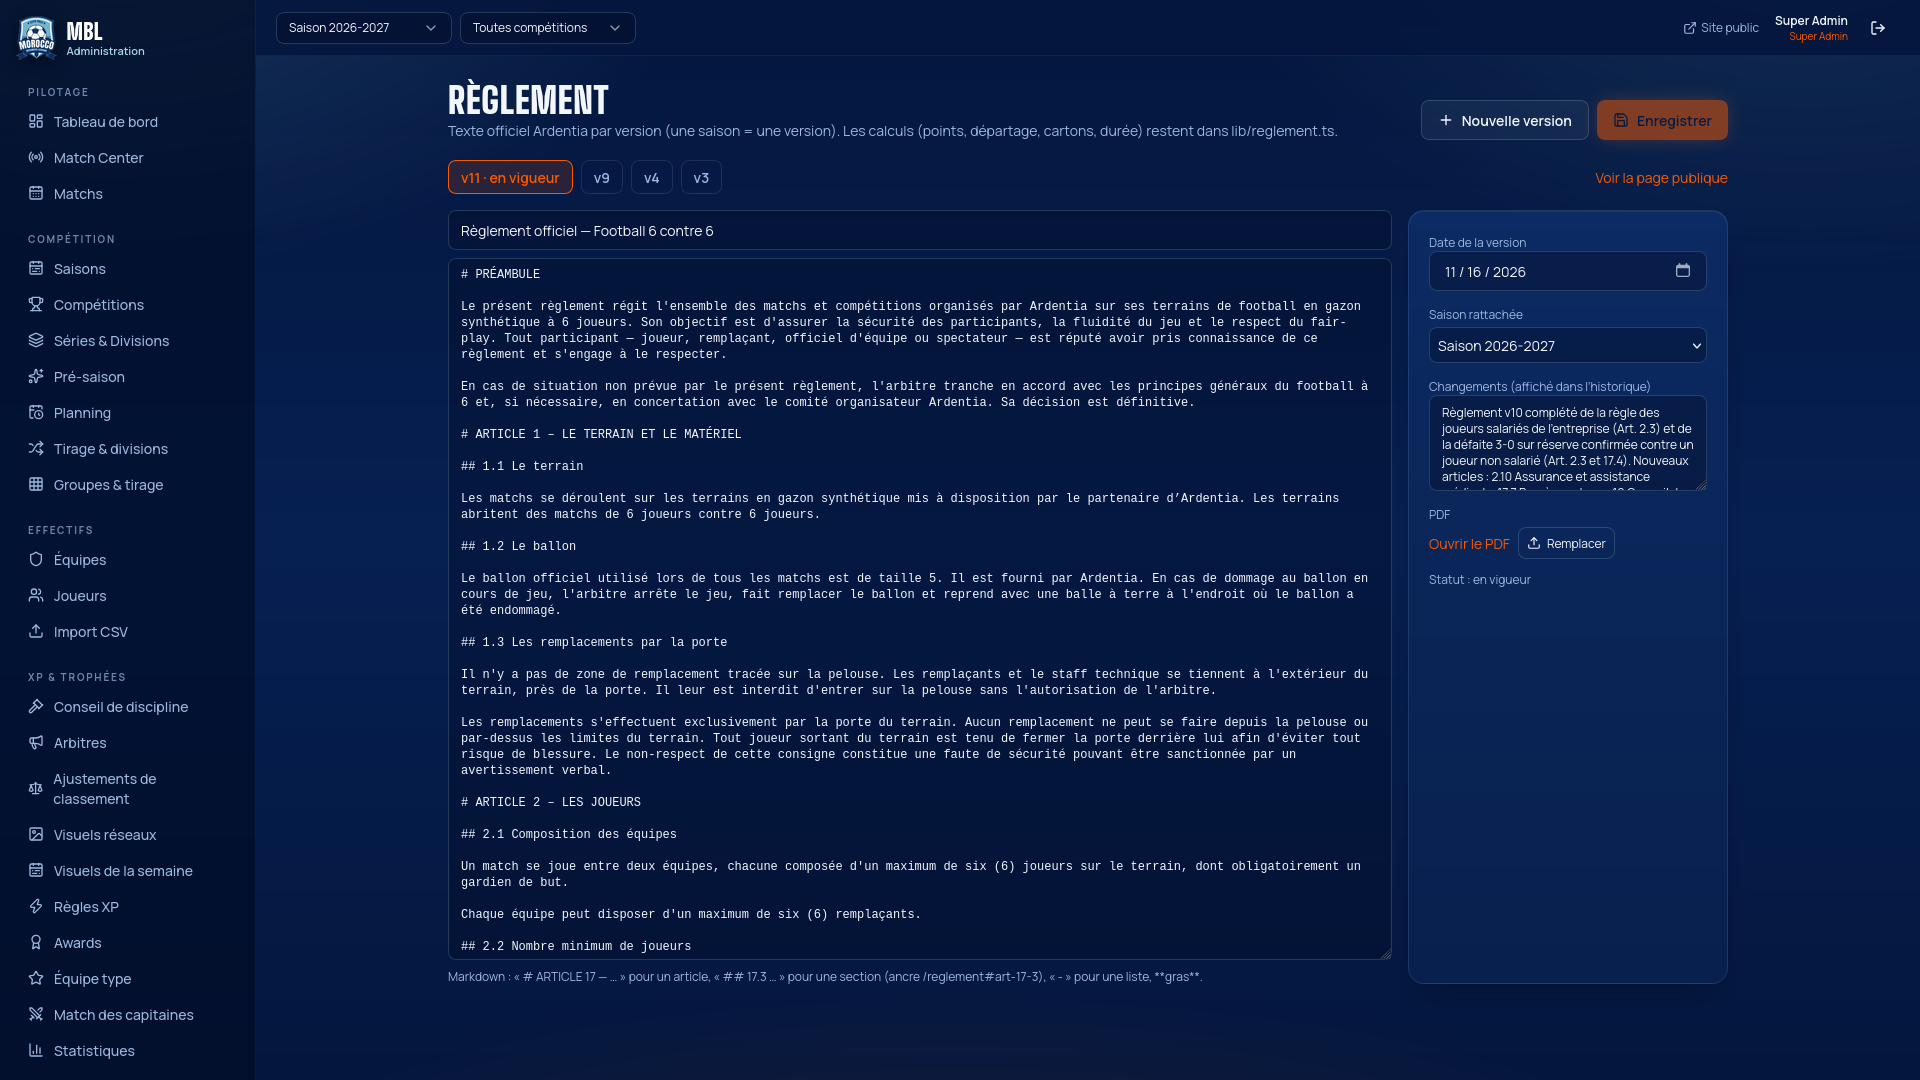 MBL
Administration
MOROCCO
Saison 2026-2027
Toutes compétitions
Site public
Super Admin
Super Admin
PILOTAGE
Tableau de bord
Match Center
Matchs
COMPÉTITION
Saisons
Compétitions
Séries & Divisions
Pré-saison
Planning
Tirage & divisions
Groupes & tirage
EFFECTIFS
Équipes
Joueurs
Import CSV
XP & TROPHÉES
Conseil de discipline
Arbitres
Ajustements de
classement
Visuels réseaux
Visuels de la semaine
Règles XP
Awards
Équipe type
Match des capitaines
Statistiques
RÈGLEMENT
Texte officiel Ardentia par version (une saison = une version). Les calculs (points, départage, cartons, durée) restent dans lib/reglement.ts.
Nouvelle version
Enregistrer
v11 · en vigueur
v9
v4
v3
Voir la page publique
Règlement officiel — Football 6 contre 6
# PRÉAMBULE
Le présent règlement régit l'ensemble des matchs et compétitions organisés par Ardentia sur ses terrains de football en gazon
synthétique à 6 joueurs. Son objectif est d'assurer la sécurité des participants, la fluidité du jeu et le respect du fair-
play. Tout participant — joueur, remplaçant, officiel d'équipe ou spectateur — est réputé avoir pris connaissance de ce
règlement et s'engage à le respecter.
En cas de situation non prévue par le présent règlement, l'arbitre tranche en accord avec les principes généraux du football à
6 et, si nécessaire, en concertation avec le comité organisateur Ardentia. Sa décision est définitive.
# ARTICLE 1 – LE TERRAIN ET LE MATÉRIEL
## 1.1 Le terrain
Les matchs se déroulent sur les terrains en gazon synthétique mis à disposition par le partenaire d’Ardentia. Les terrains
abritent des matchs de 6 joueurs contre 6 joueurs.
## 1.2 Le ballon
Le ballon officiel utilisé lors de tous les matchs est de taille 5. Il est fourni par Ardentia. En cas de dommage au ballon en
cours de jeu, l'arbitre arrête le jeu, fait remplacer le ballon et reprend avec une balle à terre à l'endroit où le ballon a
été endommagé.
## 1.3 Les remplacements par la porte
Il n'y a pas de zone de remplacement tracée sur la pelouse. Les remplaçants et le staff technique se tiennent à l'extérieur du
terrain, près de la porte. Il leur est interdit d'entrer sur la pelouse sans l'autorisation de l'arbitre.
Les remplacements s'effectuent exclusivement par la porte du terrain. Aucun remplacement ne peut se faire depuis la pelouse ou
par-dessus les limites du terrain. Tout joueur sortant du terrain est tenu de fermer la porte derrière lui afin d'éviter tout
risque de blessure. Le non-respect de cette consigne constitue une faute de sécurité pouvant être sanctionnée par un
avertissement verbal.
# ARTICLE 2 – LES JOUEURS
## 2.1 Composition des équipes
Un match se joue entre deux équipes, chacune composée d'un maximum de six (6) joueurs sur le terrain, dont obligatoirement un
gardien de but.
Chaque équipe peut disposer d'un maximum de six (6) remplaçants.
## 2.2 Nombre minimum de joueurs
Markdown : « # ARTICLE 17 — … » pour un article, « ## 17.3 … » pour une section (ancre /reglement#art-17-3), « - » pour une liste, **gras**.
Date de la version
11 / 16 / 2026
Saison rattachée
Saison 2026-2027
Changements (affiché dans l'historique)
Règlement v10 complété de la règle des
joueurs salariés de l'entreprise (Art. 2.3) et de
la défaite 3-0 sur réserve confirmée contre un
joueur non salarié (Art. 2.3 et 17.4). Nouveaux
articles : 2.10 Assurance et assistance
PDF
Ouvrir le PDF
Remplacer
Statut : en vigueur